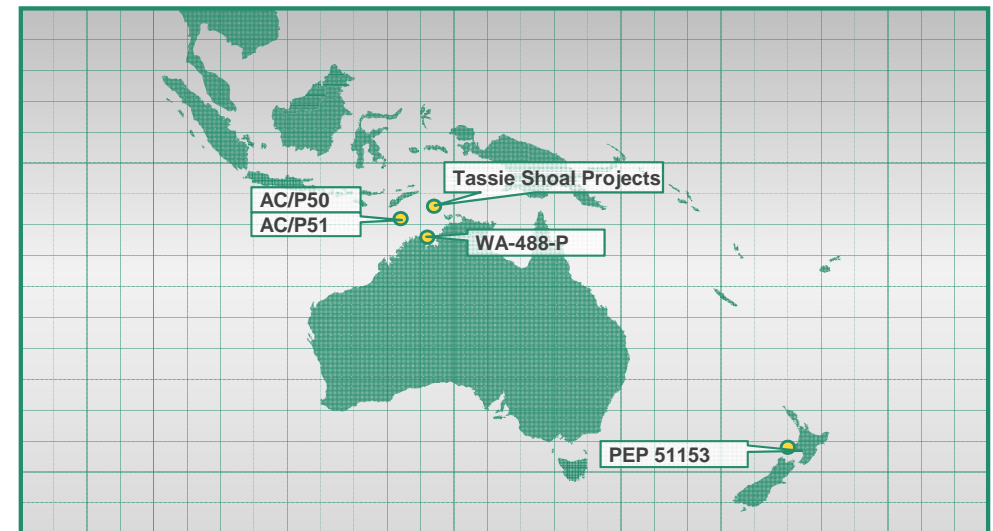 Tassie Shoal Projects
AC/P50
AC/P51
WA-488-P
PEP 51153